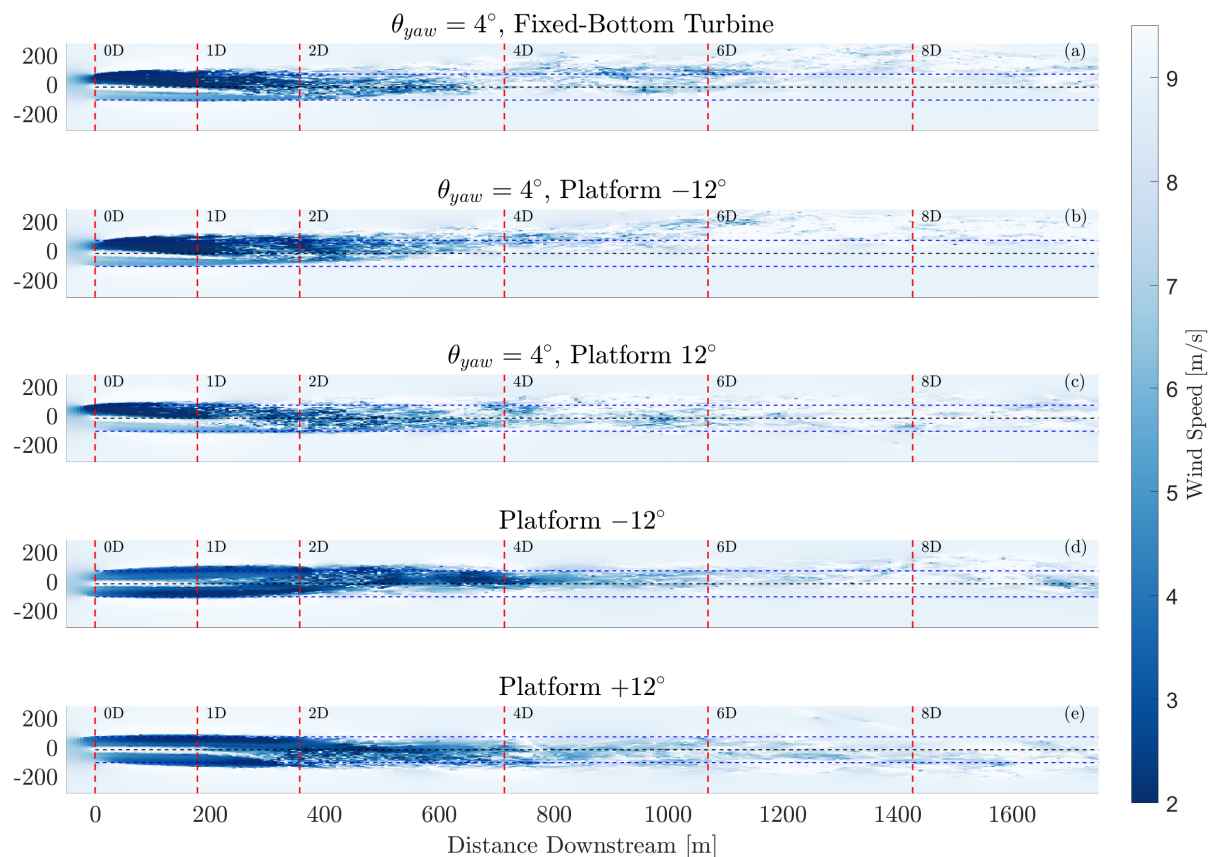 θyaw = 4°, Fixed-Bottom Turbine
200 0D 1D 2D 4D 6D 8D (a)
0
-200
θyaw = 4°, Platform −12°
200 0D 1D 2D 4D 6D 8D (b)
0
-200
θyaw = 4°, Platform 12°
200 0D 1D 2D 4D 6D 8D (c)
0
-200
Platform −12°
200 0D 1D 2D 4D 6D 8D (d)
0
-200
Platform +12°
200 0D 1D 2D 4D 6D 8D (e)
0
-200
0 200 400 600 800 1000 1200 1400 1600
Distance Downstream [m]
9
8
7
6
5
4
3
2
Wind Speed [m/s]